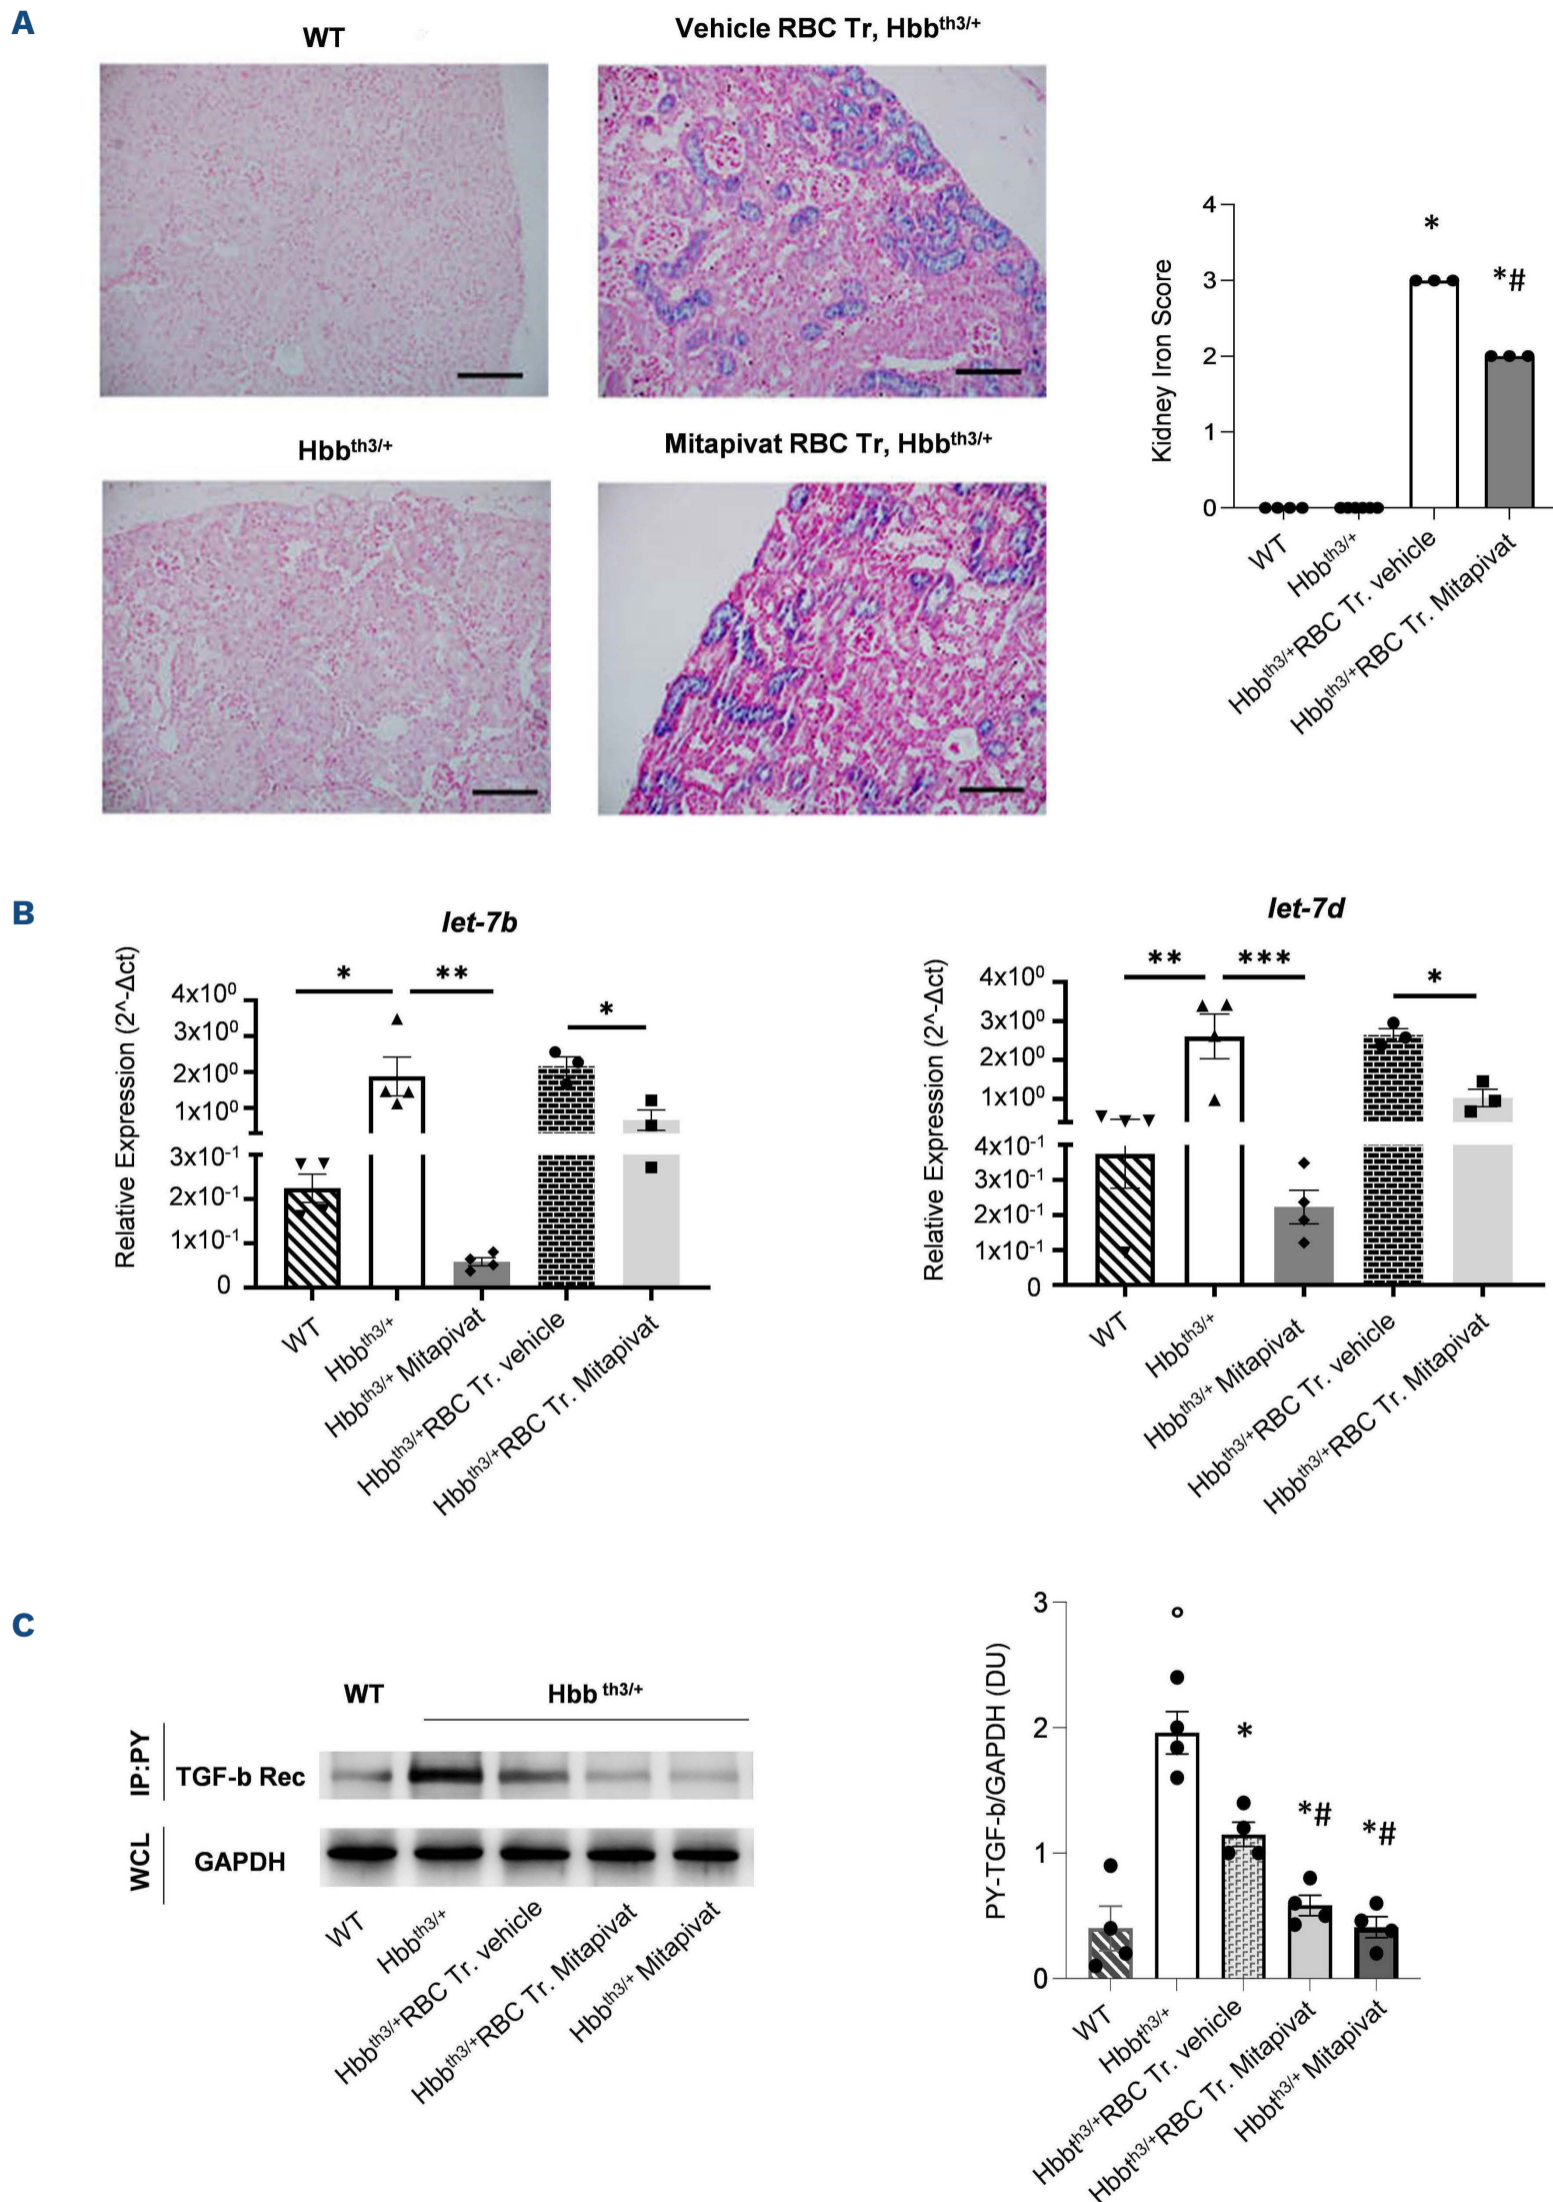 A
WT
Vehicle RBC Tr, Hbbth3/+
Hbbth3/+
Mitapivat RBC Tr, Hbbth3/+
Kidney Iron Score
4
3
2
1
0
*
*#
WT
Hbbth3/+
Hbbth3/+RBC Tr. vehicle
Hbbth3/+RBC Tr. Mitapivat
B
let-7b
Relative Expression (2^-Δct)
4x10⁰
3x10⁰
2x10⁰
1x10⁰
3x10⁻¹
2x10⁻¹
1x10⁻¹
0
*
**
*
WT
Hbbth3/+
Hbbth3/+ Mitapivat
Hbbth3/+RBC Tr. vehicle
Hbbth3/+RBC Tr. Mitapivat
let-7d
Relative Expression (2^-Δct)
4x10⁰
3x10⁰
2x10⁰
1x10⁰
4x10⁻¹
3x10⁻¹
2x10⁻¹
1x10⁻¹
0
**
***
*
WT
Hbbth3/+
Hbbth3/+ Mitapivat
Hbbth3/+RBC Tr. vehicle
Hbbth3/+RBC Tr. Mitapivat
C
WT
Hbb th3/+
IP:PY
TGF-b Rec
WCL
GAPDH
WT
Hbbth3/+
Hbbth3/+RBC Tr. vehicle
Hbbth3/+RBC Tr. Mitapivat
Hbbth3/+ Mitapivat
PY-TGF-b/GAPDH (DU)
3
2
1
0
°
*
*#
*#
WT
Hbbth3/+
Hbbth3/+RBC Tr. vehicle
Hbbth3/+RBC Tr. Mitapivat
Hbbth3/+ Mitapivat